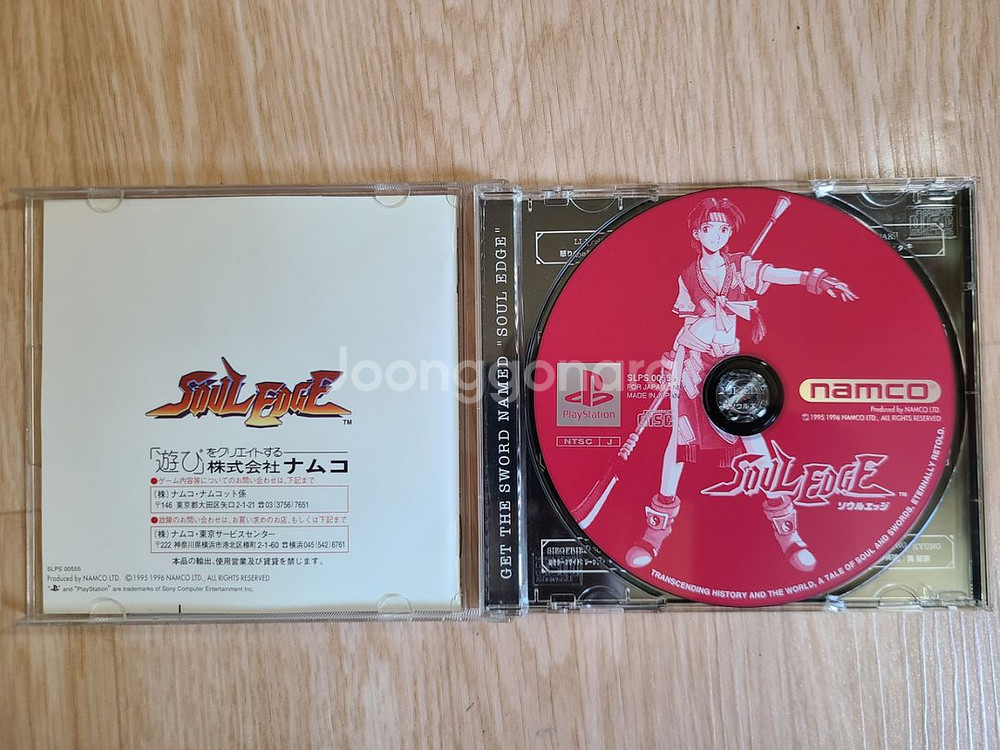 SOUL EDGE
TM
「遊び」をクリエイトする
株式会社ナムコ
●ゲーム内容等についてのお問い合わせは、下記まで
(株)ナムコ・ナムコット係
〒146 東京都大田区矢口2-1-21 ☎03(3756)7651
●故障のお問い合わせは、お買い求めのお店、もしくは下記まで
(株)ナムコ・東京サービスセンター
〒222 神奈川県横浜市港北区樽町2-1-60 ☎横浜045(542)8761
本品の輸出、使用営業及び賃貸を禁じます。
SLPS 00555
Produced by NAMCO LTD. ©1995 1996 NAMCO LTD., ALL RIGHTS RESERVED
" " and "PlayStation" are trademarks of Sony Computer Entertainment Inc.
GET THE SWORD NAMED "SOUL EDGE"
Joonggonara
PlayStation
NTSC J
SLPS 00555
FOR JAPAN
MADE IN JAPAN
namco
Produced by NAMCO LTD.
©1995 1996 NAMCO LTD., ALL RIGHTS RESERVED
SOUL EDGE
TM
ソウルエッジ
TRANSCENDING HISTORY AND THE WORLD, A TALE OF SOUL AND SWORDS, ETERNALLY RETOLD.
SIEGFRIED